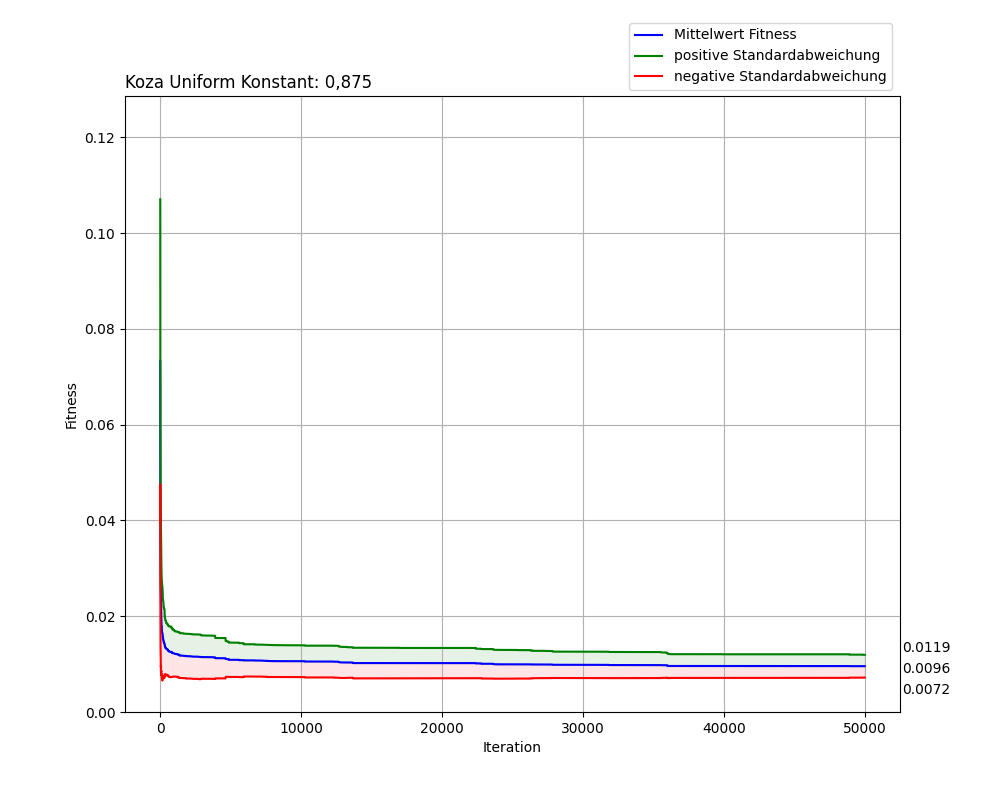 Mittelwert Fitness
positive Standardabweichung
negative Standardabweichung
Koza Uniform Konstant: 0,875
0.12
0.10
0.08
0.06
0.04
0.02
0.00
Fitness
0.0119
0.0096
0.0072
0 10000 20000 30000 40000 50000
Iteration